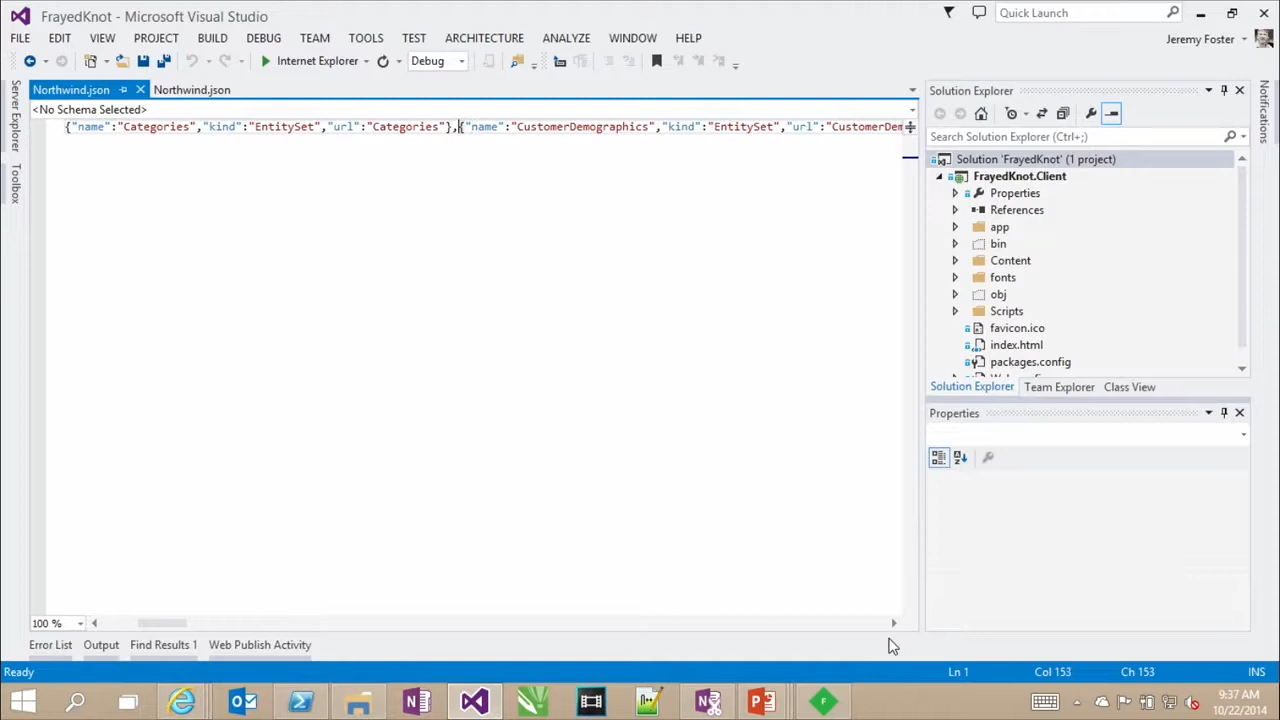 FrayedKnot - Microsoft Visual Studio
Quick Launch
FILE EDIT VIEW PROJECT BUILD DEBUG TEAM TOOLS TEST ARCHITECTURE ANALYZE WINDOW HELP
Jeremy Foster
Internet Explorer
Debug
Server Explorer
Toolbox
Northwind.json
Northwind.json
<No Schema Selected>
{"name":"Categories","kind":"EntitySet","url":"Categories"},{"name":"CustomerDemographics","kind":"EntitySet","url":"CustomerDem
100 %
Solution Explorer
Search Solution Explorer (Ctrl+;)
Solution 'FrayedKnot' (1 project)
FrayedKnot.Client
Properties
References
app
bin
Content
fonts
obj
Scripts
favicon.ico
index.html
packages.config
Solution Explorer Team Explorer Class View
Properties
Notifications
Error List Output Find Results 1 Web Publish Activity
Ready
Ln 1 Col 153 Ch 153 INS
9:37 AM
10/22/2014